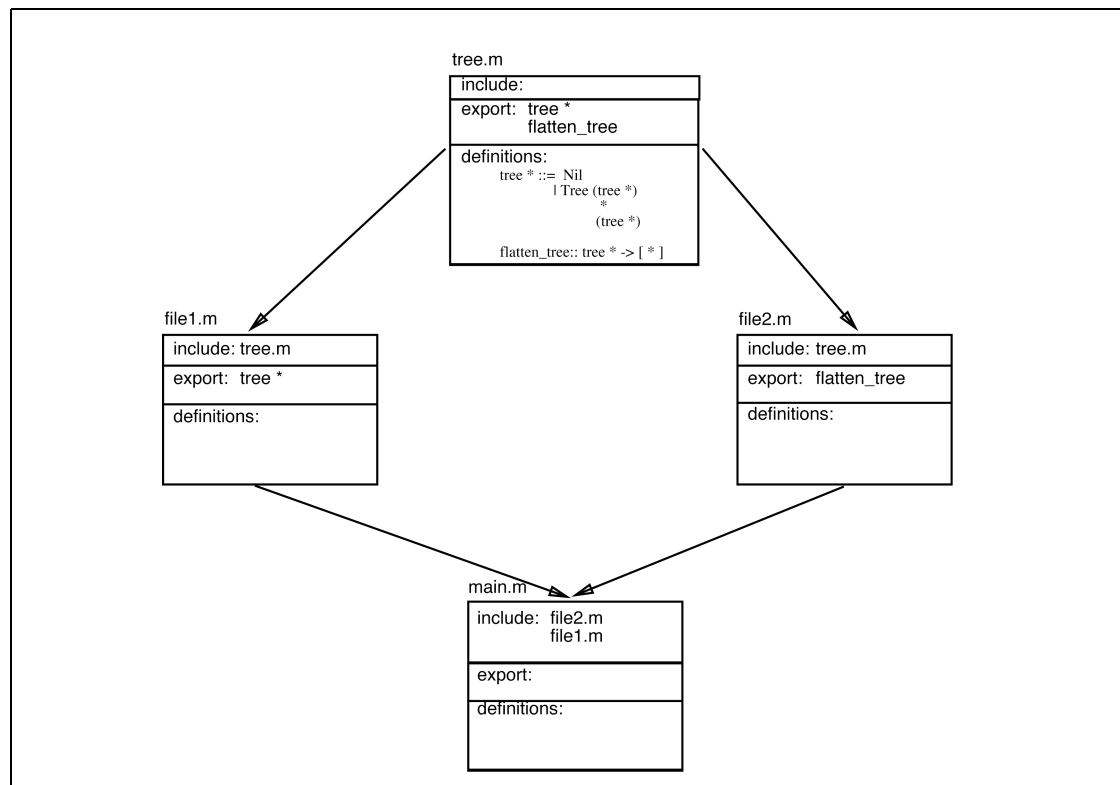 tree.m
include:
export: tree *
flatten_tree
definitions:
tree * ::= Nil
| Tree (tree *)
*
(tree *)
flatten_tree:: tree * -> [ * ]
file1.m
include: tree.m
export: tree *
definitions:
file2.m
include: tree.m
export: flatten_tree
definitions:
main.m
include: file2.m
file1.m
export:
definitions: